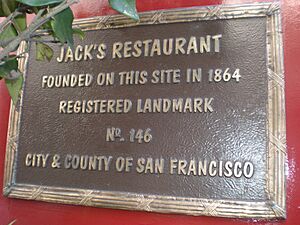 JACK'S RESTAURANT
FOUNDED ON THIS SITE IN 1864
REGISTERED LANDMARK
No. 146
CITY & COUNTY OF SAN FRANCISCO